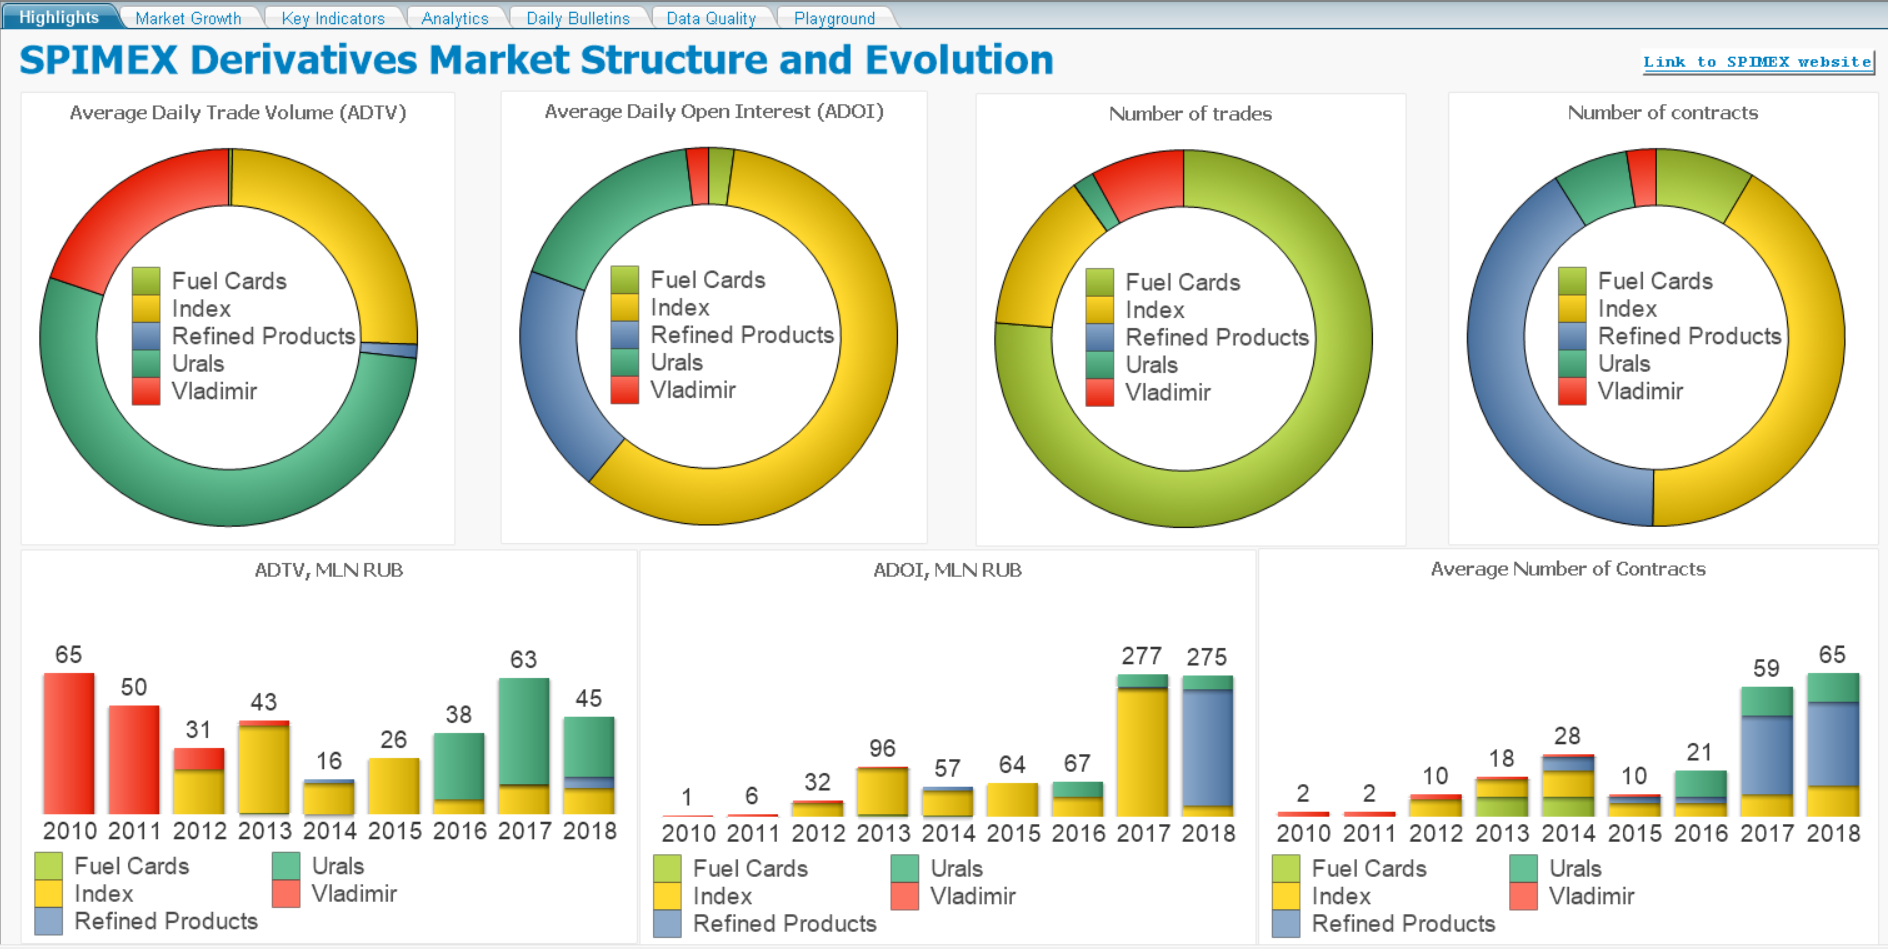 Highlights
Market Growth
Key Indicators
Analytics
Daily Bulletins
Data Quality
Playground
SPIMEX Derivatives Market Structure and Evolution
Link to SPIMEX website
Average Daily Trade Volume (ADTV)
Fuel Cards
Index
Refined Products
Urals
Vladimir
Average Daily Open Interest (ADOI)
Fuel Cards
Index
Refined Products
Urals
Vladimir
Number of trades
Fuel Cards
Index
Refined Products
Urals
Vladimir
Number of contracts
Fuel Cards
Index
Refined Products
Urals
Vladimir
ADTV, MLN RUB
65
50
31
43
16
26
38
63
45
2010 2011 2012 2013 2014 2015 2016 2017 2018
Fuel Cards
Index
Refined Products
Urals
Vladimir
ADOI, MLN RUB
1
6
32
96
57
64
67
277
275
2010 2011 2012 2013 2014 2015 2016 2017 2018
Fuel Cards
Index
Refined Products
Urals
Vladimir
Average Number of Contracts
2
2
10
18
28
10
21
59
65
2010 2011 2012 2013 2014 2015 2016 2017 2018
Fuel Cards
Index
Refined Products
Urals
Vladimir